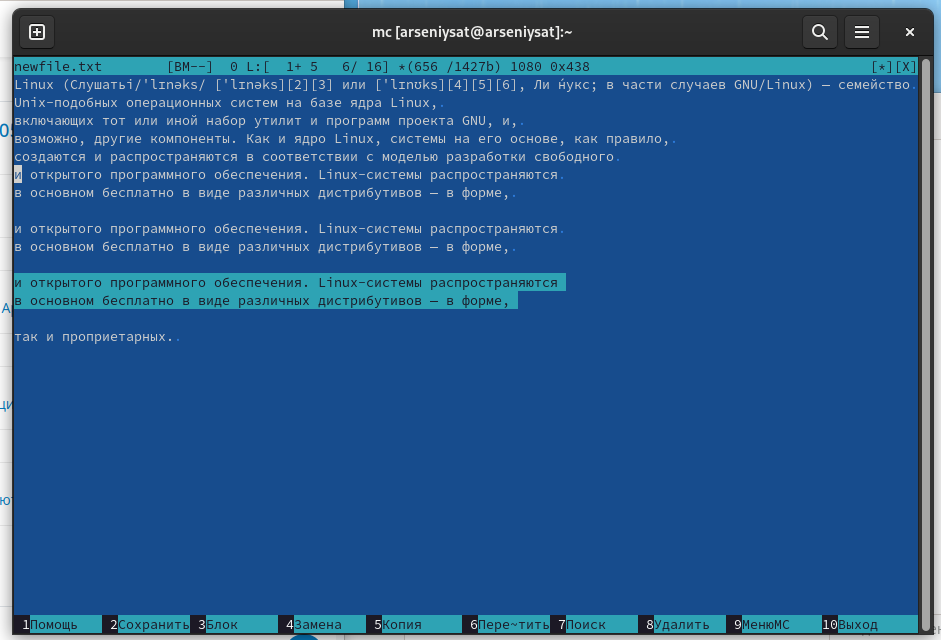 mc [arseniysat@arseniysat]:~
newfile.txt [BM--] 0 L:[ 1+ 5 6/ 16] *(656 /1427b) 1080 0x438 [*][X]
Linux (Слушатьi/ˈlɪnəks/ [ˈlɪnəks][2][3] или [ˈlɪnʊks][4][5][6], Ли ́нукс; в части случаев GNU/Linux) — семейство
Unix-подобных операционных систем на базе ядра Linux,
включающих тот или иной набор утилит и программ проекта GNU, и,
возможно, другие компоненты. Как и ядро Linux, системы на его основе, как правило,
создаются и распространяются в соответствии с моделью разработки свободного
и открытого программного обеспечения. Linux-системы распространяются
в основном бесплатно в виде различных дистрибутивов — в форме,
и открытого программного обеспечения. Linux-системы распространяются
в основном бесплатно в виде различных дистрибутивов — в форме,
и открытого программного обеспечения. Linux-системы распространяются
в основном бесплатно в виде различных дистрибутивов — в форме,
так и проприетарных.
1Помощь 2Сохранить 3Блок 4Замена 5Копия 6Пере~тить 7Поиск 8Удалить 9МенюMC 10Выход